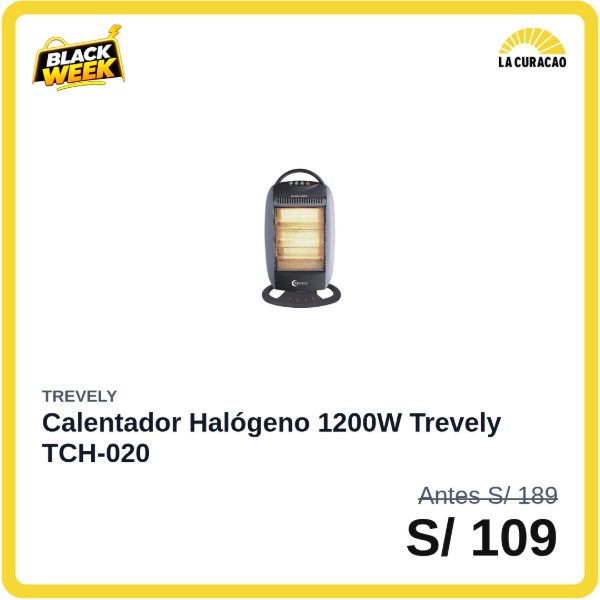 BLACK
WEEK
LA CURACAO
TREVELY
Calentador Halógeno 1200W Trevely
TCH-020
Antes S/ 189
S/ 109